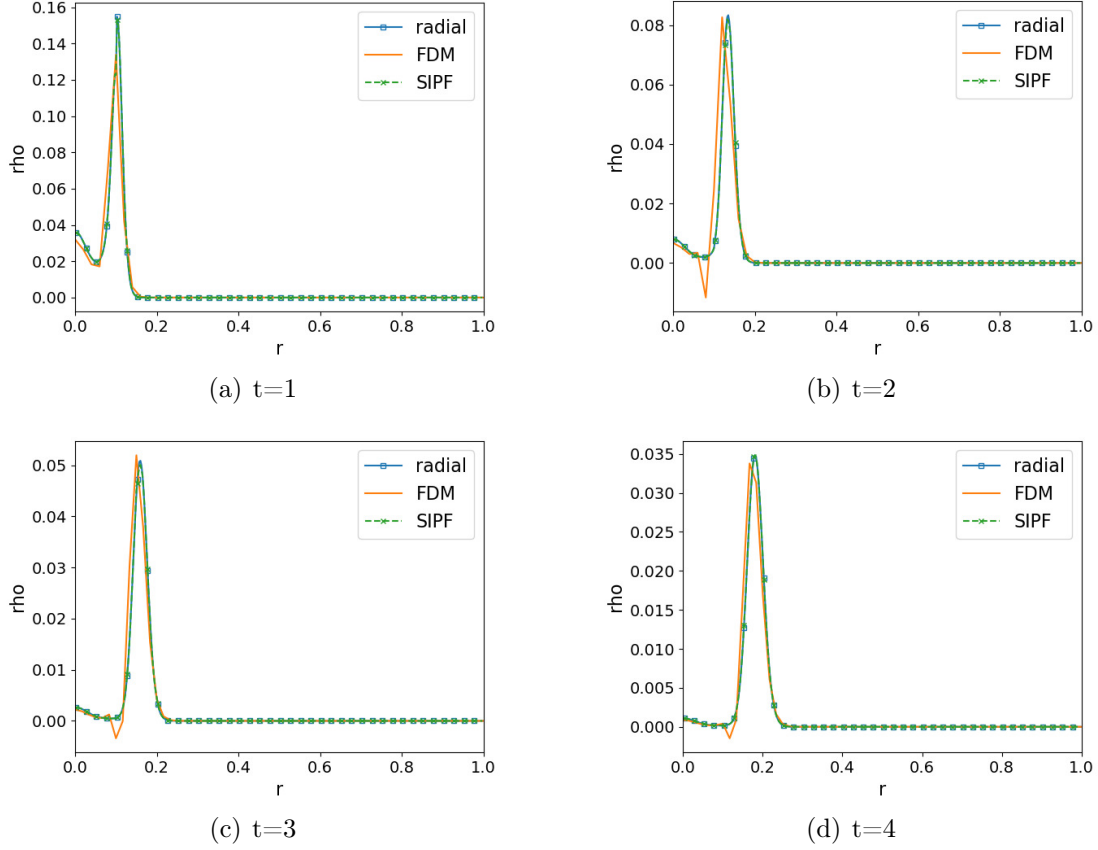 0.16
0.14
0.12
0.10
0.08
0.06
0.04
0.02
0.00
rho
0.0 0.2 0.4 0.6 0.8 1.0
r
radial
FDM
SIPF
(a) t=1
0.08
0.06
0.04
0.02
0.00
rho
0.0 0.2 0.4 0.6 0.8 1.0
r
radial
FDM
SIPF
(b) t=2
0.05
0.04
0.03
0.02
0.01
0.00
rho
0.0 0.2 0.4 0.6 0.8 1.0
r
radial
FDM
SIPF
(c) t=3
0.035
0.030
0.025
0.020
0.015
0.010
0.005
0.000
rho
0.0 0.2 0.4 0.6 0.8 1.0
r
radial
FDM
SIPF
(d) t=4